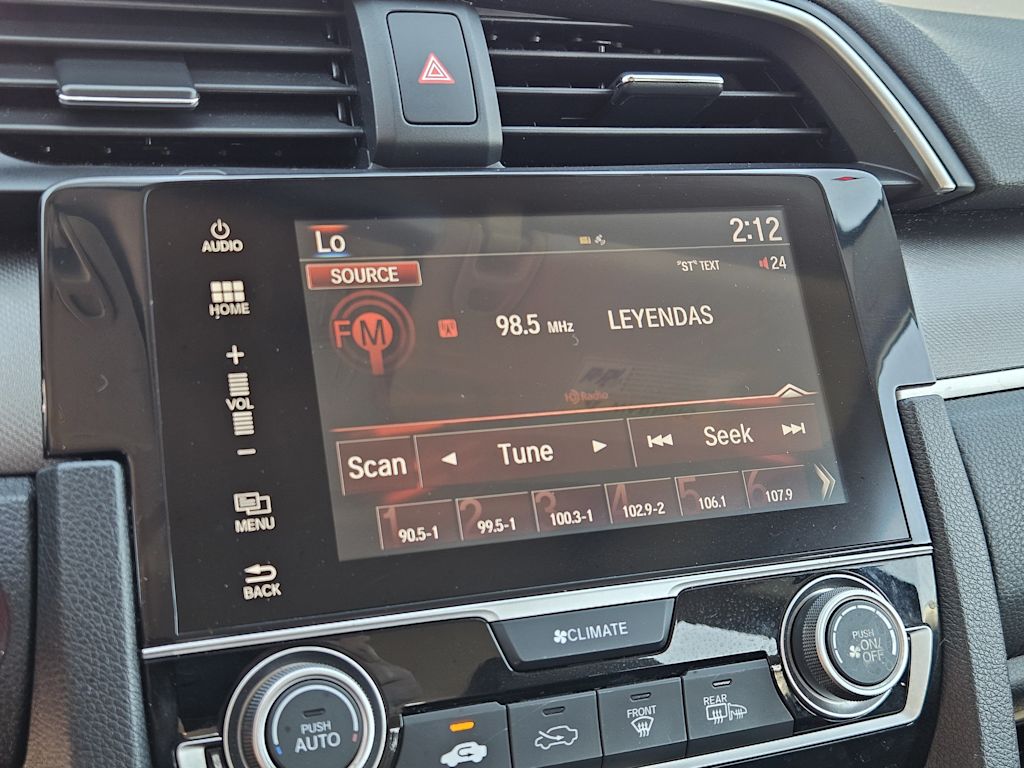 AUDIO
HOME
VOL
MENU
BACK
Lo
2:12
SOURCE
"ST" TEXT
24
FM
98.5 MHz
LEYENDAS
HD Radio
Scan
Tune
Seek
1 90.5-1
2 99.5-1
3 100.3-1
4 102.9-2
5 106.1
6 107.9
CLIMATE
PUSH
AUTO
FRONT
REAR
PUSH
ON/
OFF